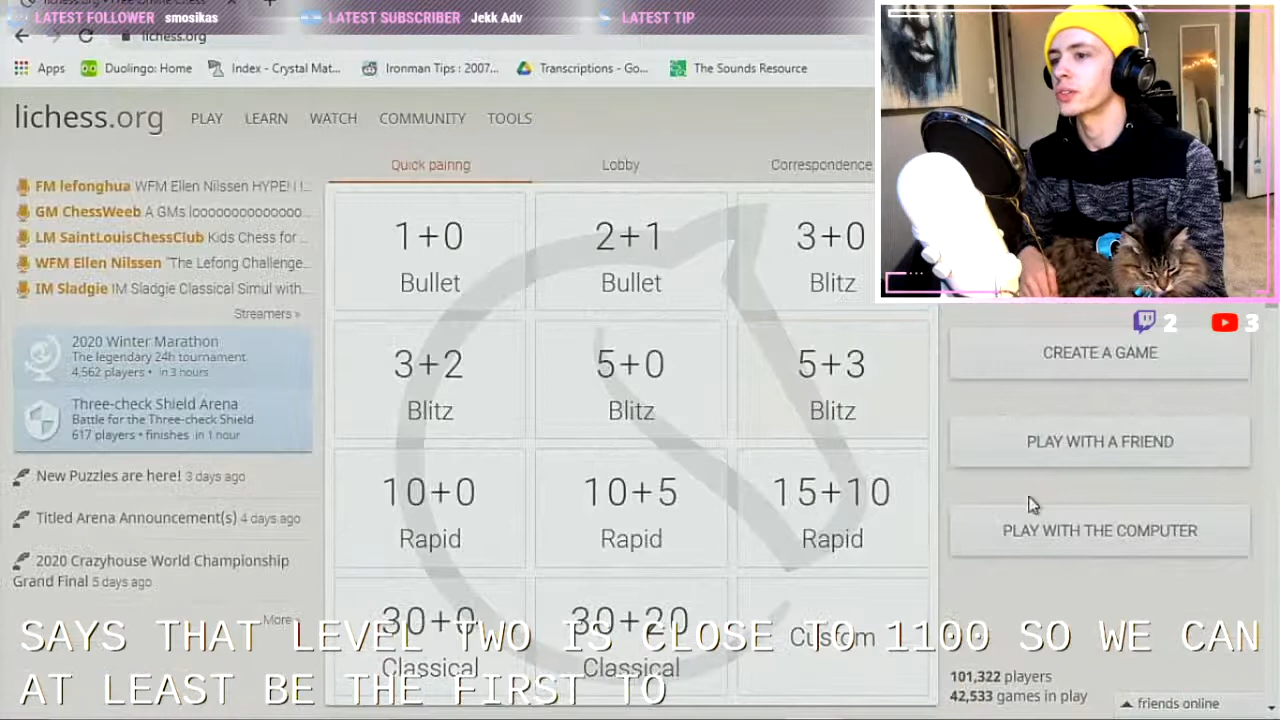 LATEST FOLLOWER smosikas
LATEST SUBSCRIBER Jekk Adv
LATEST TIP
lichess.org
Apps
Duolingo: Home
Index - Crystal Mat...
Ironman Tips : 2007...
Transcriptions - Go...
The Sounds Resource
lichess.org
PLAY LEARN WATCH COMMUNITY TOOLS
Quick pairing
Lobby
Correspondence
FM lefonghua WFM Ellen Nilssen HYPE! I !...
GM ChessWeeb A GMs looooooooooooooo...
LM SaintLouisChessClub Kids Chess for ...
WFM Ellen Nilssen "The Lefong Challenge...
IM Sladgie IM Sladgie Classical Simul with...
Streamers »
2020 Winter Marathon
The legendary 24h tournament
4,562 players • in 3 hours
Three-check Shield Arena
Battle for the Three-check Shield
617 players • finishes in 1 hour
New Puzzles are here! 3 days ago
Titled Arena Announcement(s) 4 days ago
2020 Crazyhouse World Championship
Grand Final 5 days ago
More
1+0
Bullet
2+1
Bullet
3+0
Blitz
3+2
Blitz
5+0
Blitz
5+3
Blitz
10+0
Rapid
10+5
Rapid
15+10
Rapid
30+0
Classical
30+20
Classical
Custom
2
3
CREATE A GAME
PLAY WITH A FRIEND
PLAY WITH THE COMPUTER
101,322 players
42,533 games in play
friends online
SAYS THAT LEVEL TWO IS CLOSE TO 1100 SO WE CAN
AT LEAST BE THE FIRST TO